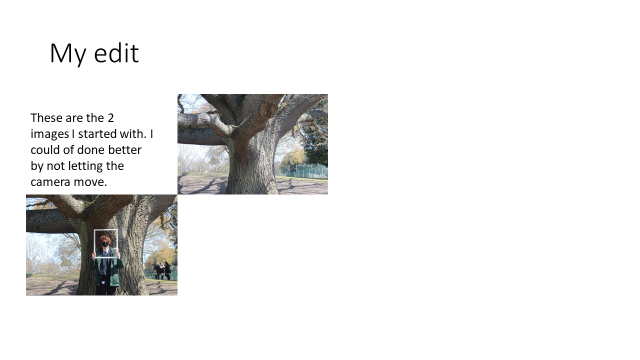 My edit
These are the 2
images I started with. I
could of done better
by not letting the
camera move.